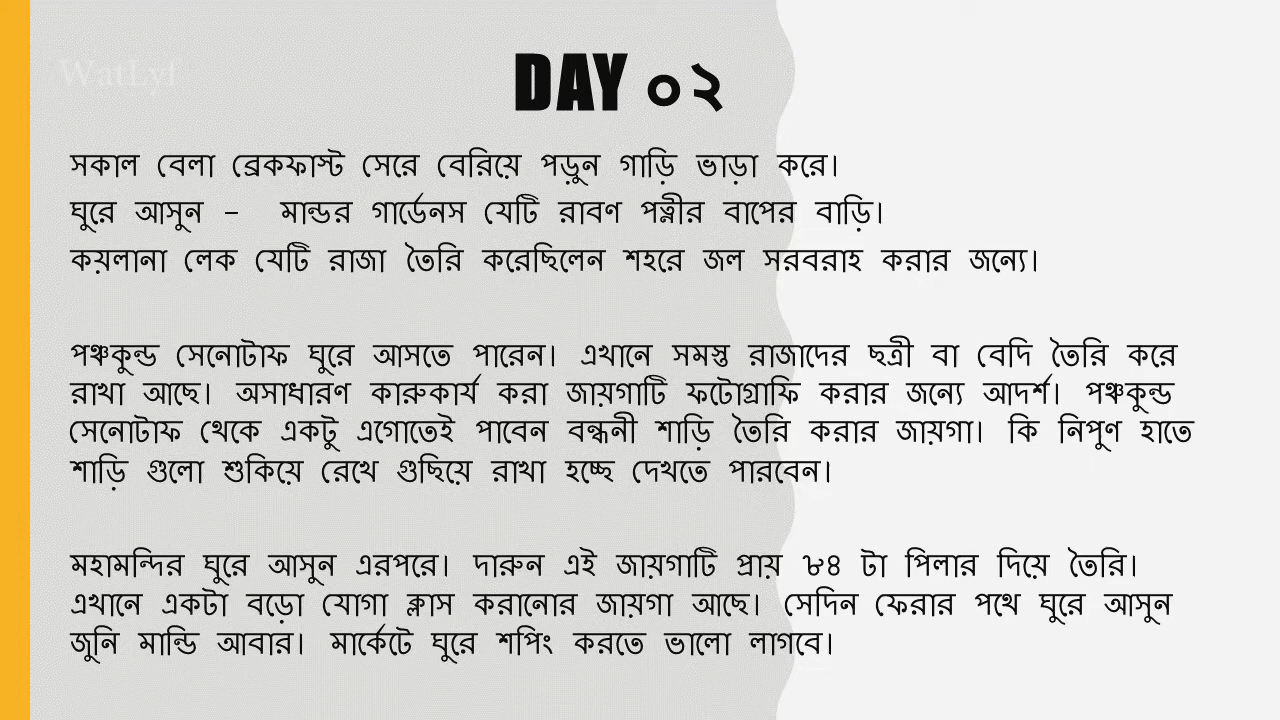 WatLyf
DAY ০২
সকাল বেলা ব্রেকফাস্ট সেরে বেরিয়ে পড়ুন গাড়ি ভাড়া করে।
ঘুরে আসুন – মান্ডর গার্ডেনস যেটি রাবণ পত্নীর বাপের বাড়ি।
কয়লানা লেক যেটি রাজা তৈরি করেছিলেন শহরে জল সরবরাহ করার জন্যে।
পঞ্চকুন্ড সেনোটাফ ঘুরে আসতে পারেন। এখানে সমস্ত রাজাদের ছত্রী বা বেদি তৈরি করে
রাখা আছে। অসাধারণ কারুকার্য করা জায়গাটি ফটোগ্রাফি করার জন্যে আদর্শ। পঞ্চকুন্ড
সেনোটাফ থেকে একটু এগোতেই পাবেন বন্ধনী শাড়ি তৈরি করার জায়গা। কি নিপুণ হাতে
শাড়ি গুলো শুকিয়ে রেখে গুছিয়ে রাখা হচ্ছে দেখতে পারবেন।
মহামন্দির ঘুরে আসুন এরপরে। দারুন এই জায়গাটি প্রায় ৮৪ টা পিলার দিয়ে তৈরি।
এখানে একটা বড়ো যোগা ক্লাস করানোর জায়গা আছে। সেদিন ফেরার পথে ঘুরে আসুন
জুনি মান্ডি আবার। মার্কেটে ঘুরে শপিং করতে ভালো লাগবে।